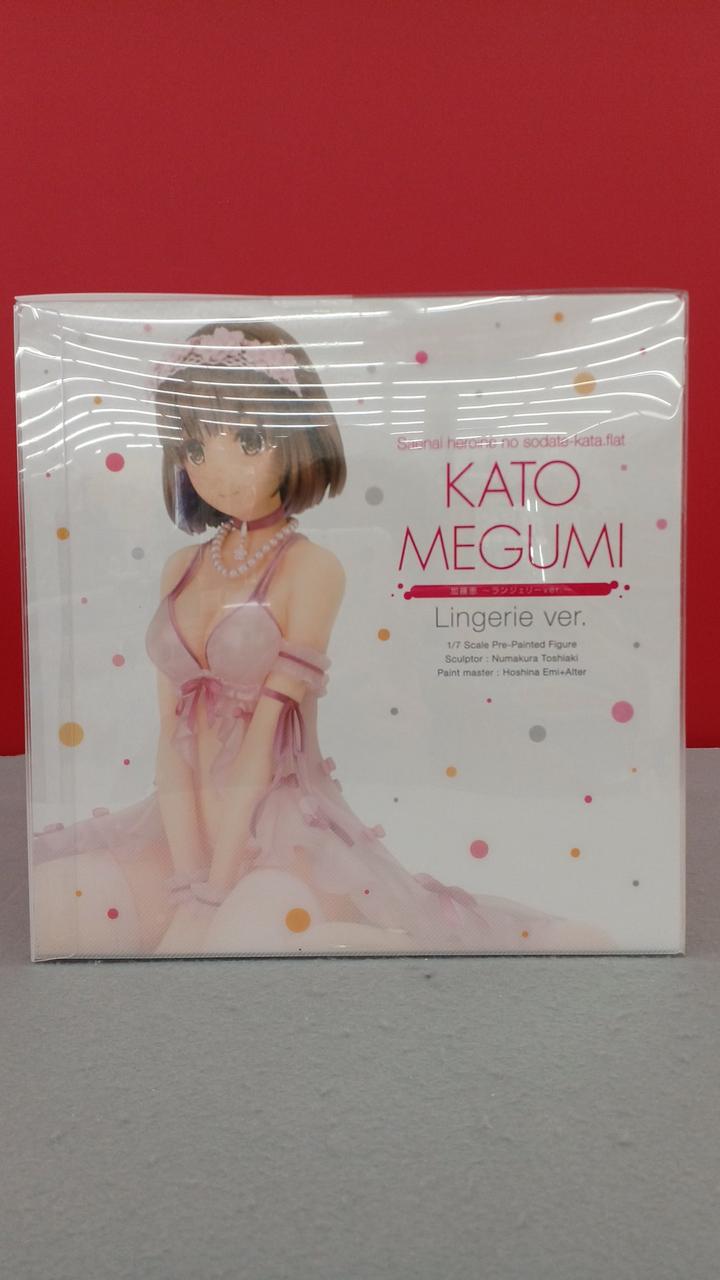 Saenai heroine no sodate-kata.flat
KATO
MEGUMI
加藤恵 ～ランジェリーver.～
Lingerie ver.
1/7 Scale Pre-Painted Figure
Sculptor : Numakura Toshiaki
Paint master : Hoshina Emi+Alter